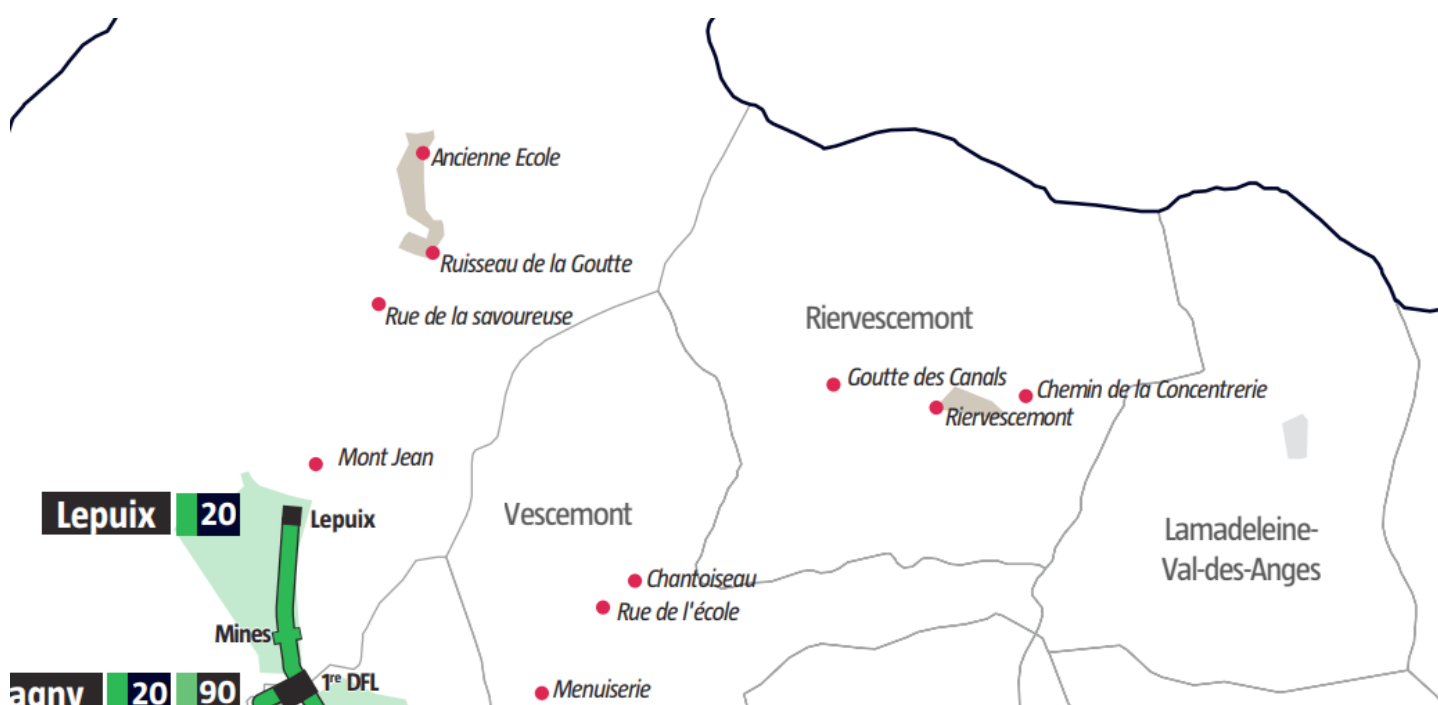 Ancienne Ecole
Ruisseau de la Goutte
Rue de la savoureuse
Riervescemont
Goutte des Canals
Chemin de la Concentrerie
Riervescemont
Mont Jean
Lepuix 20
Lepuix
Vescemont
Lamadeleine-
Val-des-Anges
Chantoiseau
Rue de l'école
Mines
1re DFL
agny 20 90
Menuiserie